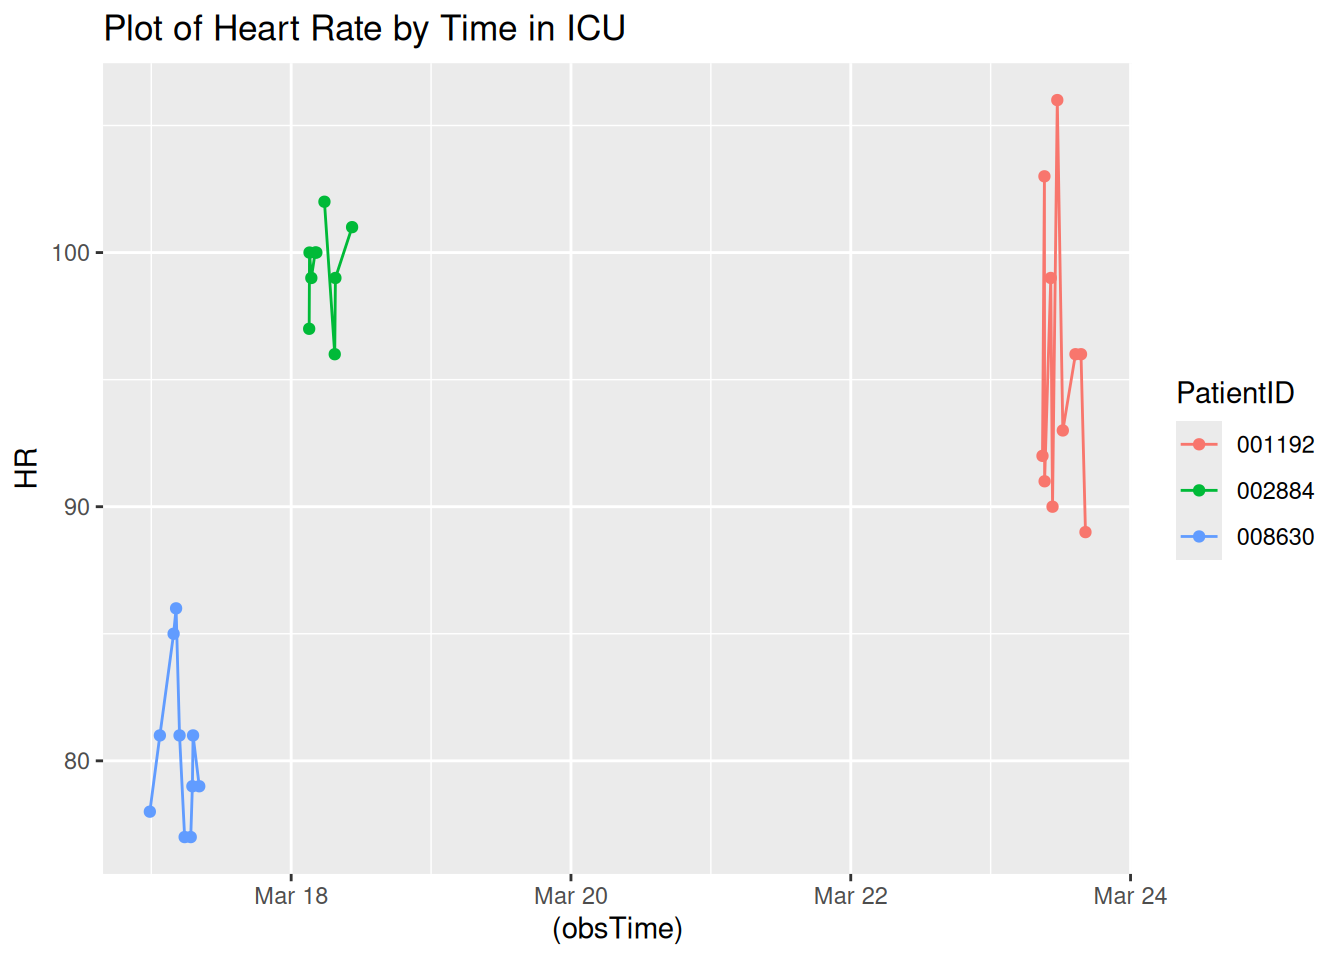 Plot of Heart Rate by Time in ICU
100
90
80
HR
Mar 18
Mar 20
Mar 22
Mar 24
(obsTime)
PatientID
001192
002884
008630